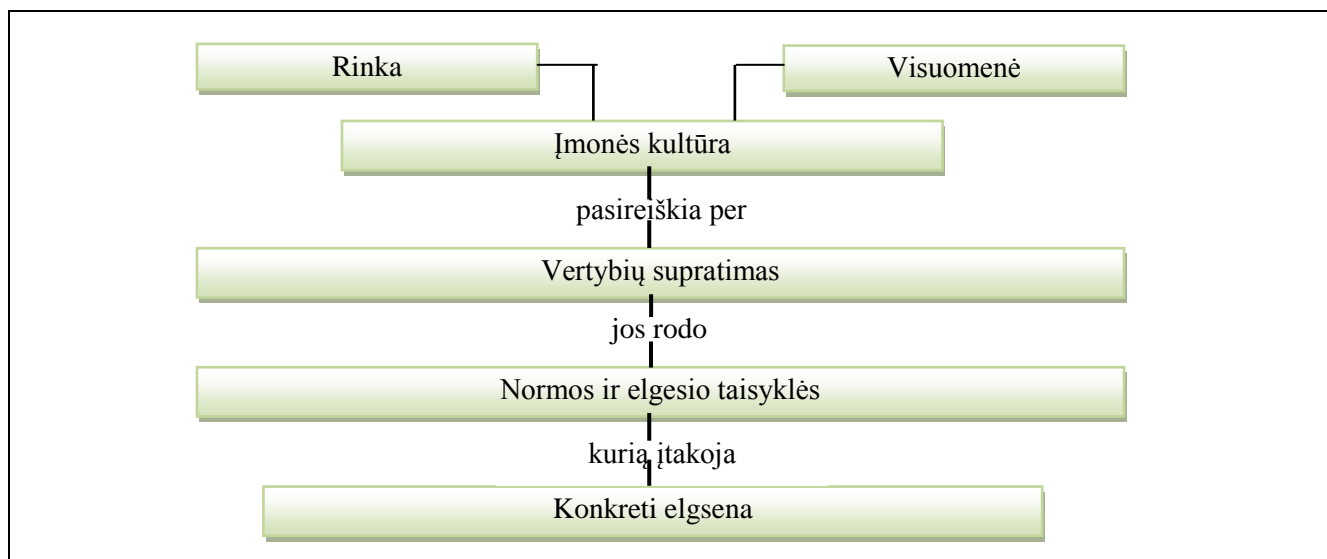 Rinka
Visuomenė
Įmonės kultūra
pasireiškia per
Vertybių supratimas
jos rodo
Normos ir elgesio taisyklės
kurią įtakoja
Konkreti elgsena